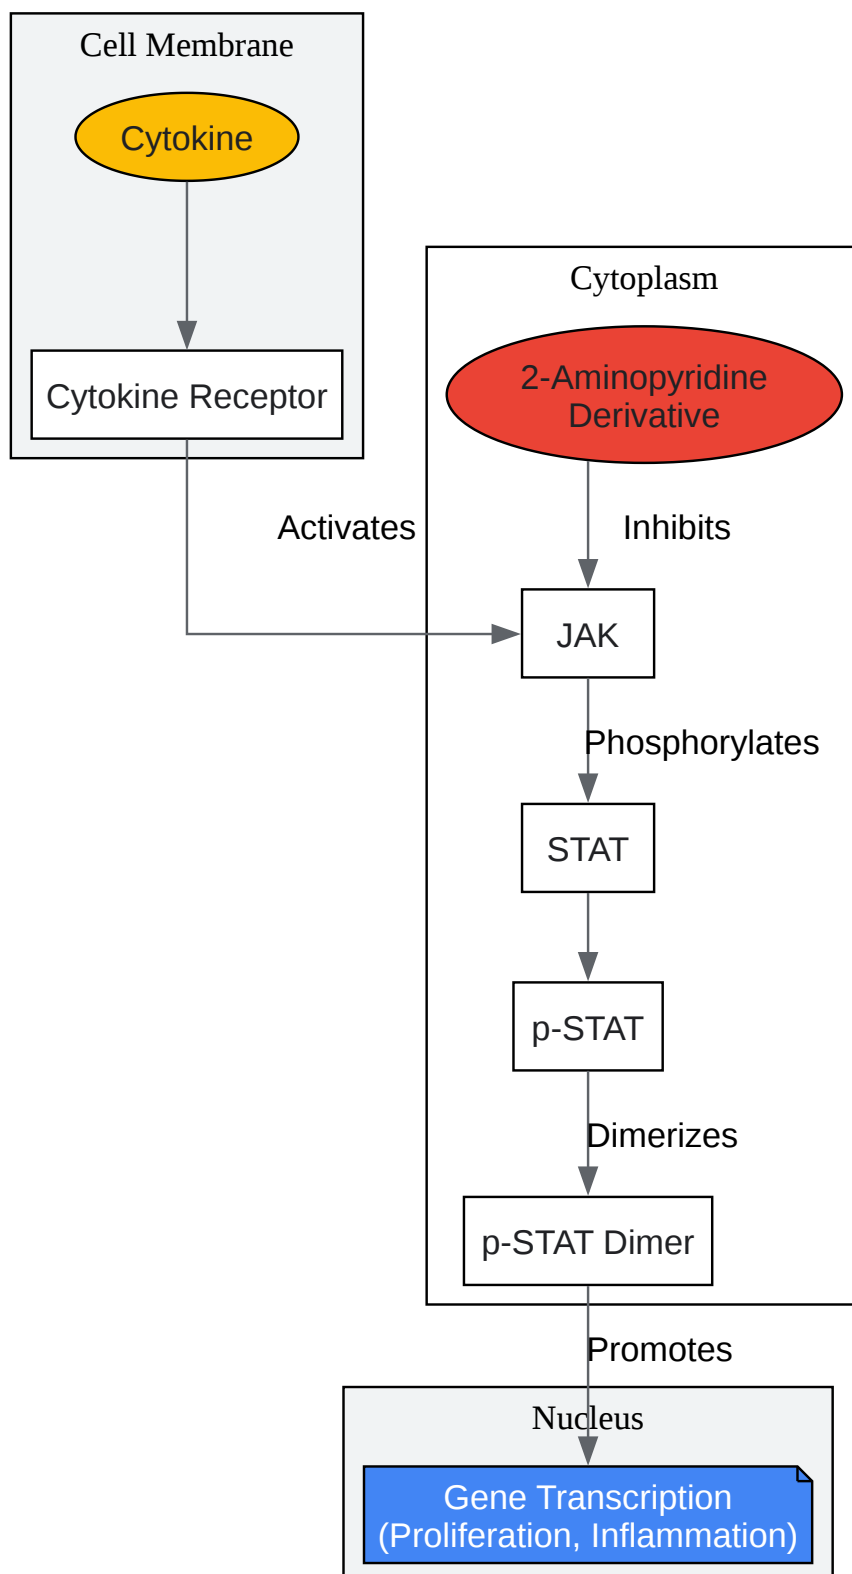 Cell Membrane
Cytokine
Cytokine Receptor
Activates
Cytoplasm
2-Aminopyridine
Derivative
Inhibits
JAK
Phosphorylates
STAT
p-STAT
Dimerizes
p-STAT Dimer
Promotes
Nucleus
Gene Transcription
(Proliferation, Inflammation)